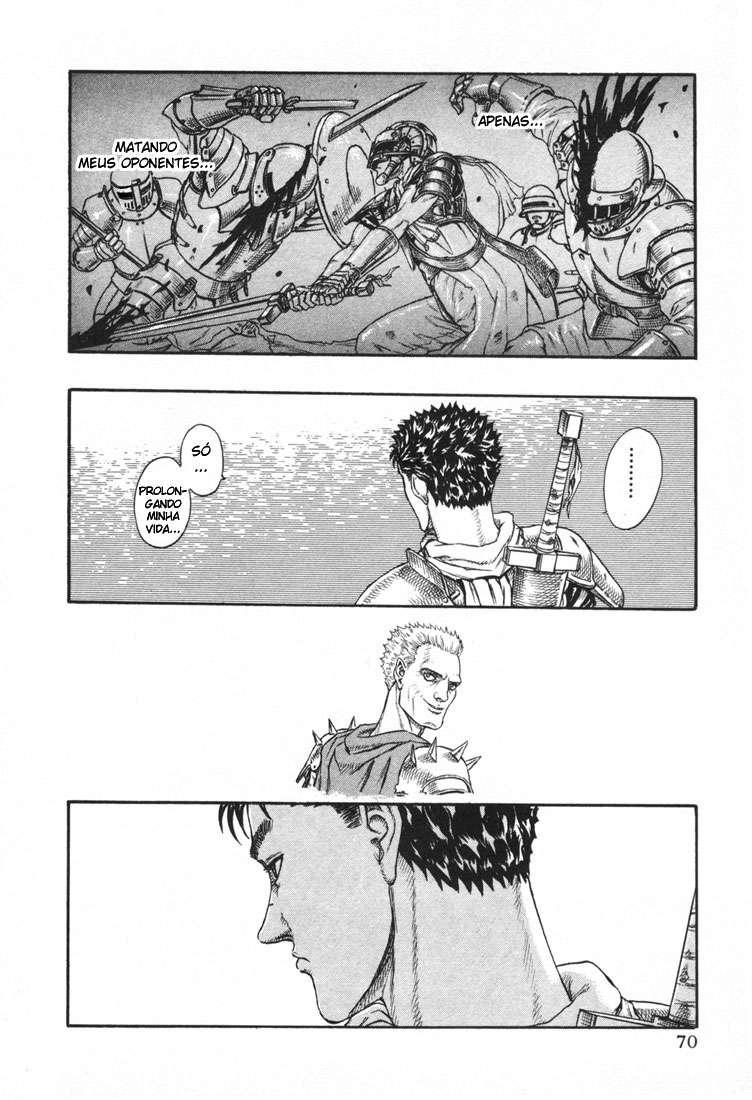 APENAS...
MATANDO
MEUS OPONENTES...
........
SÓ
...
PROLON-
GANDO
MINHA
VIDA...
70